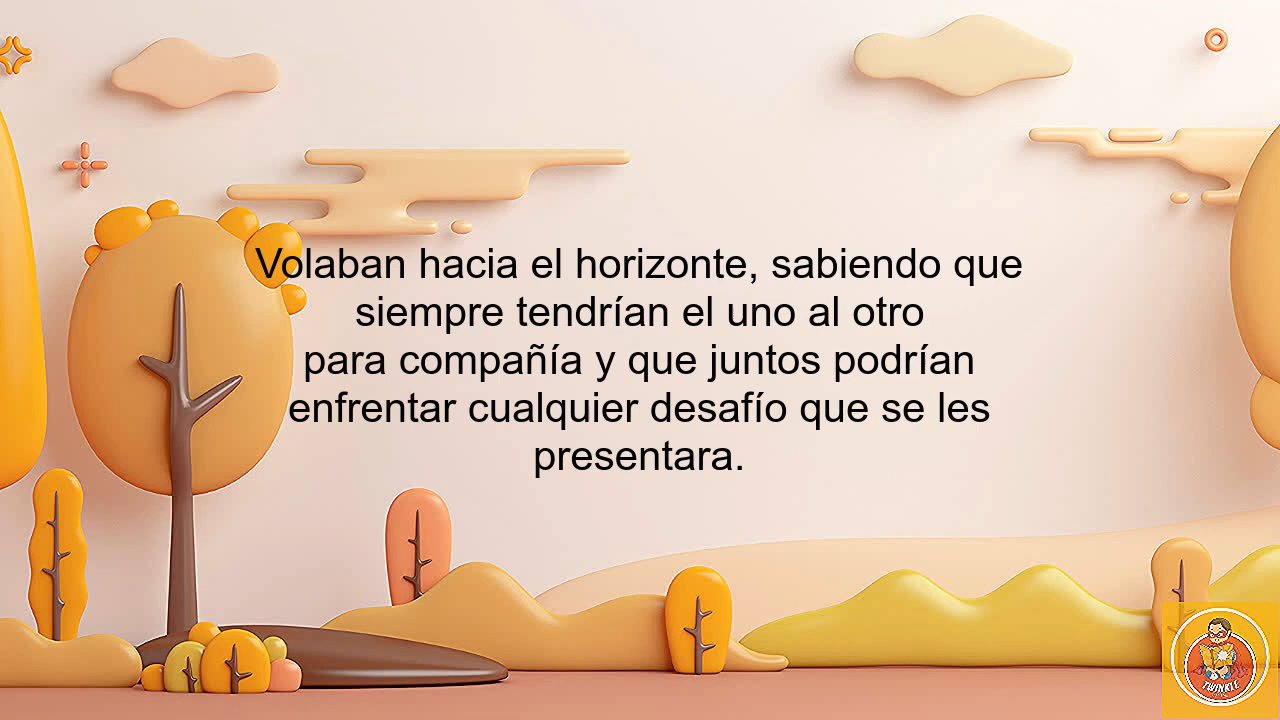 Volaban hacia el horizonte, sabiendo que
siempre tendrían el uno al otro
para compañía y que juntos podrían
enfrentar cualquier desafío que se les
presentara.
TWINKLE